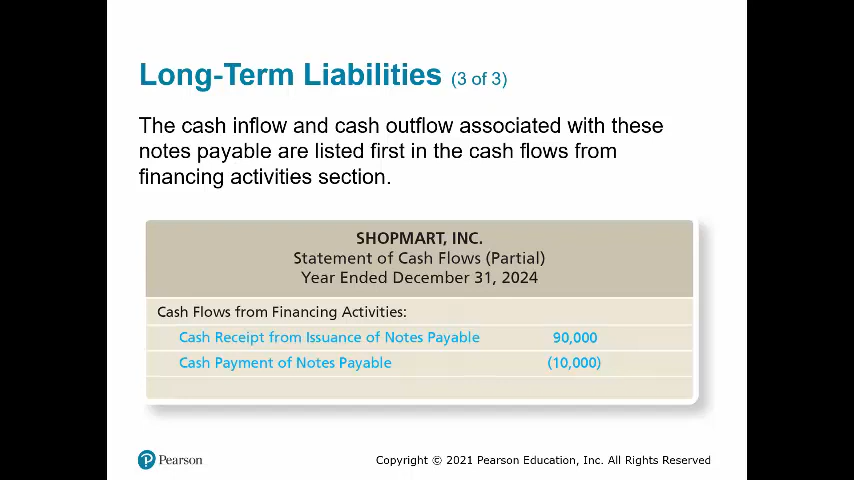 Long-Term Liabilities (3 of 3)
The cash inflow and cash outflow associated with these
notes payable are listed first in the cash flows from
financing activities section.
SHOPMART, INC.
Statement of Cash Flows (Partial)
Year Ended December 31, 2024
Cash Flows from Financing Activities:
Cash Receipt from Issuance of Notes Payable 90,000
Cash Payment of Notes Payable (10,000)
Pearson Copyright © 2021 Pearson Education, Inc. All Rights Reserved